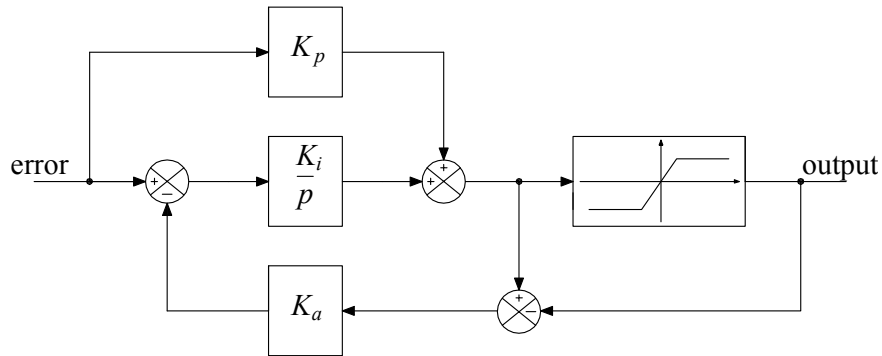 K_p
error
+
−
K_i
p
+
+
output
K_a
+
−